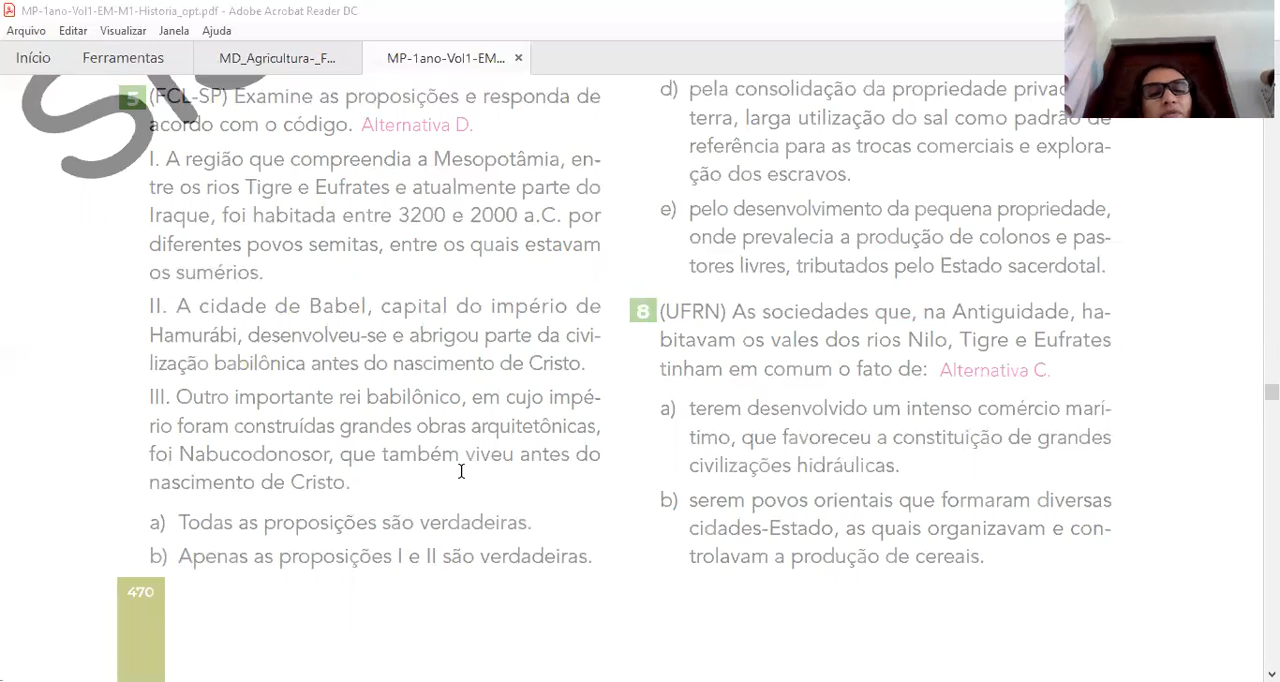 MP-1ano-Vol1-EM-M1-Historia_opt.pdf - Adobe Acrobat Reader DC
Arquivo Editar Visualizar Janela Ajuda
Início Ferramentas MD_Agricultura-_F... MP-1ano-Vol1-EM... ×
5 (FCL-SP) Examine as proposições e responda de
acordo com o código. Alternativa D.
I. A região que compreendia a Mesopotâmia, en-
tre os rios Tigre e Eufrates e atualmente parte do
Iraque, foi habitada entre 3200 e 2000 a.C. por
diferentes povos semitas, entre os quais estavam
os sumérios.
II. A cidade de Babel, capital do império de
Hamurábi, desenvolveu-se e abrigou parte da civi-
lização babilônica antes do nascimento de Cristo.
III. Outro importante rei babilônico, em cujo impé-
rio foram construídas grandes obras arquitetônicas,
foi Nabucodonosor, que também viveu antes do
nascimento de Cristo.
a) Todas as proposições são verdadeiras.
b) Apenas as proposições I e II são verdadeiras.
470
d) pela consolidação da propriedade
terra, larga utilização do sal como padrão de
referência para as trocas comerciais e explora-
ção dos escravos.
e) pelo desenvolvimento da pequena propriedade,
onde prevalecia a produção de colonos e pas-
tores livres, tributados pelo Estado sacerdotal.
8 (UFRN) As sociedades que, na Antiguidade, ha-
bitavam os vales dos rios Nilo, Tigre e Eufrates
tinham em comum o fato de: Alternativa C.
a) terem desenvolvido um intenso comércio marí-
timo, que favoreceu a constituição de grandes
civilizações hidráulicas.
b) serem povos orientais que formaram diversas
cidades-Estado, as quais organizavam e con-
trolavam a produção de cereais.